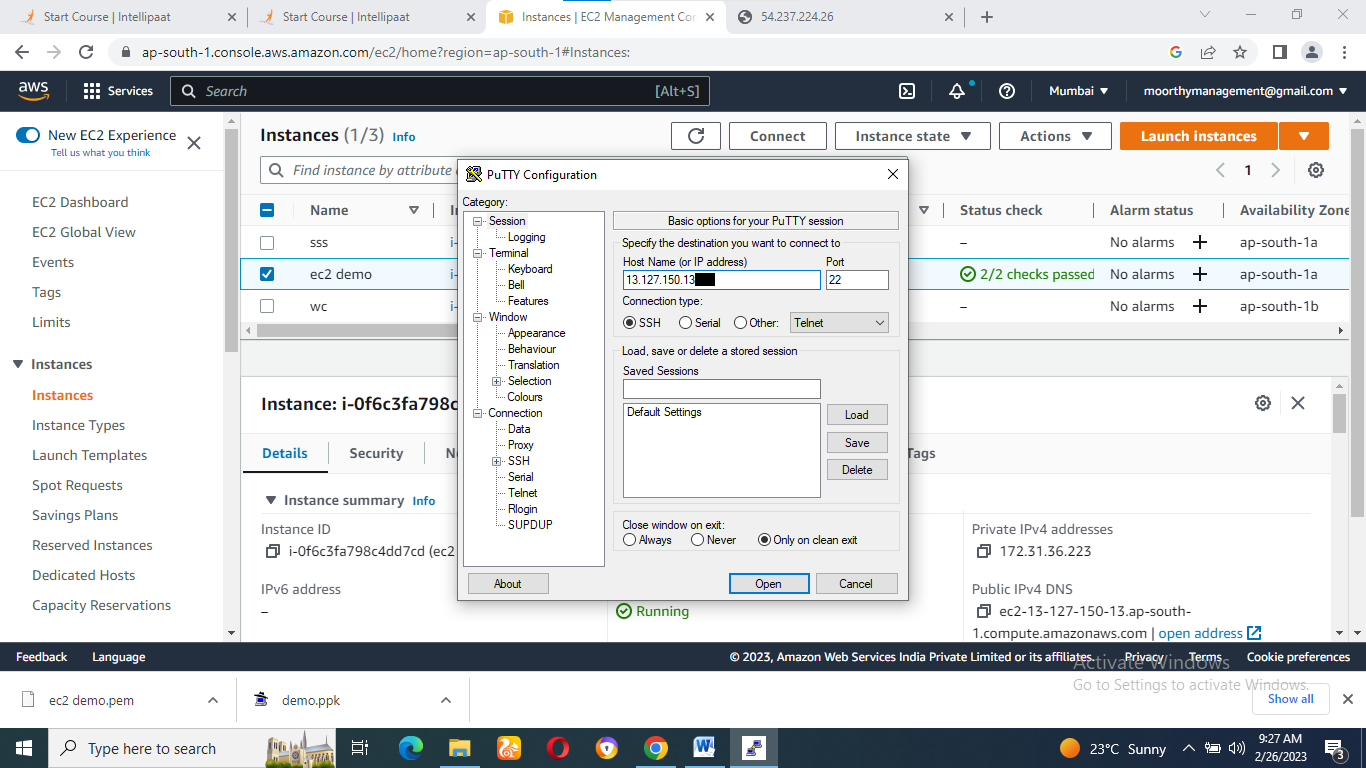 Start Course | Intellipaat
Start Course | Intellipaat
Instances | EC2 Management Con
54.237.224.26
ap-south-1.console.aws.amazon.com/ec2/home?region=ap-south-1#Instances:
aws
Services
Search
[Alt+S]
Mumbai
moorthymanagement@gmail.com
New EC2 Experience
Tell us what you think
EC2 Dashboard
EC2 Global View
Events
Tags
Limits
Instances
Instances
Instance Types
Launch Templates
Spot Requests
Savings Plans
Reserved Instances
Dedicated Hosts
Capacity Reservations
Instances (1/3) Info
Connect
Instance state
Actions
Launch instances
Find instance by attribute
1
Name
Status check
Alarm status
Availability Zone
sss
i-
–
No alarms
ap-south-1a
ec2 demo
i-
2/2 checks passed
No alarms
ap-south-1a
wc
i-
–
No alarms
ap-south-1b
Instance: i-0f6c3fa798c
Details
Security
Tags
Instance summary Info
Instance ID
i-0f6c3fa798c4dd7cd (ec2
IPv6 address
–
Running
Private IPv4 addresses
172.31.36.223
Public IPv4 DNS
ec2-13-127-150-13.ap-south-
1.compute.amazonaws.com | open address
PuTTY Configuration
Category:
Session
Logging
Terminal
Keyboard
Bell
Features
Window
Appearance
Behaviour
Translation
Selection
Colours
Connection
Data
Proxy
SSH
Serial
Telnet
Rlogin
SUPDUP
Basic options for your PuTTY session
Specify the destination you want to connect to
Host Name (or IP address)
Port
13.127.150.13
22
Connection type:
SSH
Serial
Other:
Telnet
Load, save or delete a stored session
Saved Sessions
Default Settings
Load
Save
Delete
Close window on exit:
Always
Never
Only on clean exit
About
Open
Cancel
Feedback
Language
© 2023, Amazon Web Services India Private Limited or its affiliates.
Privacy
Terms
Cookie preferences
Activate Windows
Go to Settings to activate Windows.
ec2 demo.pem
demo.ppk
Show all
Type here to search
23°C Sunny
9:27 AM
2/26/2023
3